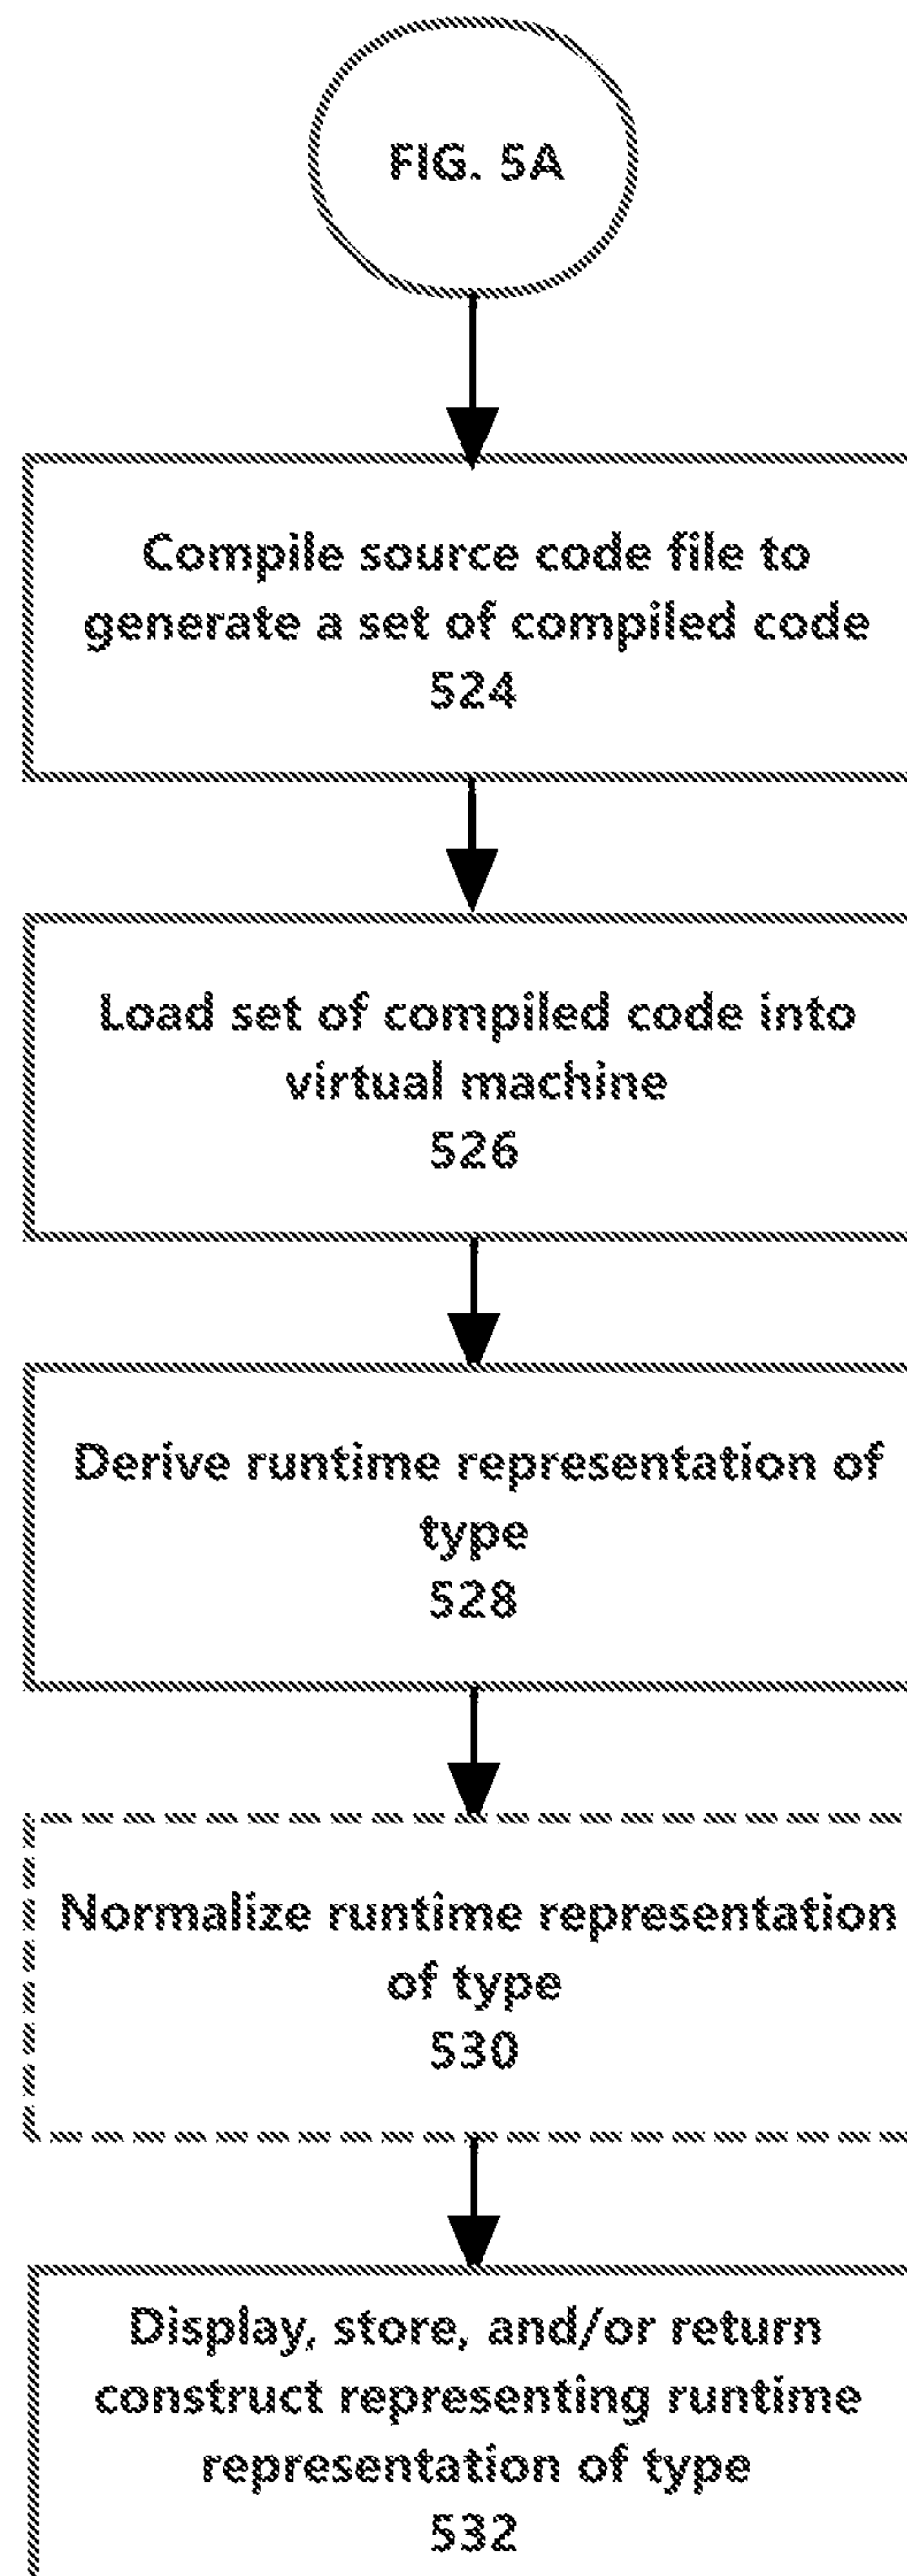 FIG. 5A
Compile source code file to
generate a set of compiled code
524
Load set of compiled code into
virtual machine
526
Derive runtime representation of
type
528
Normalize runtime representation
of type
530
Display, store, and/or return
construct representing runtime
representation of type
532